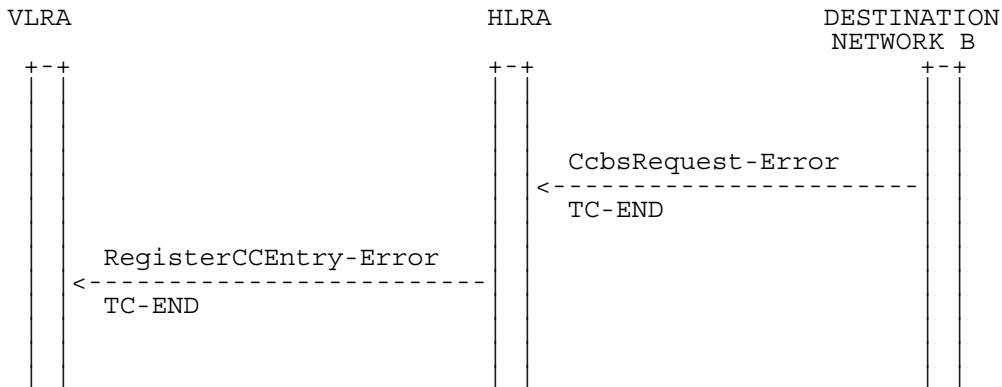 VLRA HLRA DESTINATION
NETWORK B
CcbsRequest-Error
TC-END
RegisterCCEntry-Error
TC-END